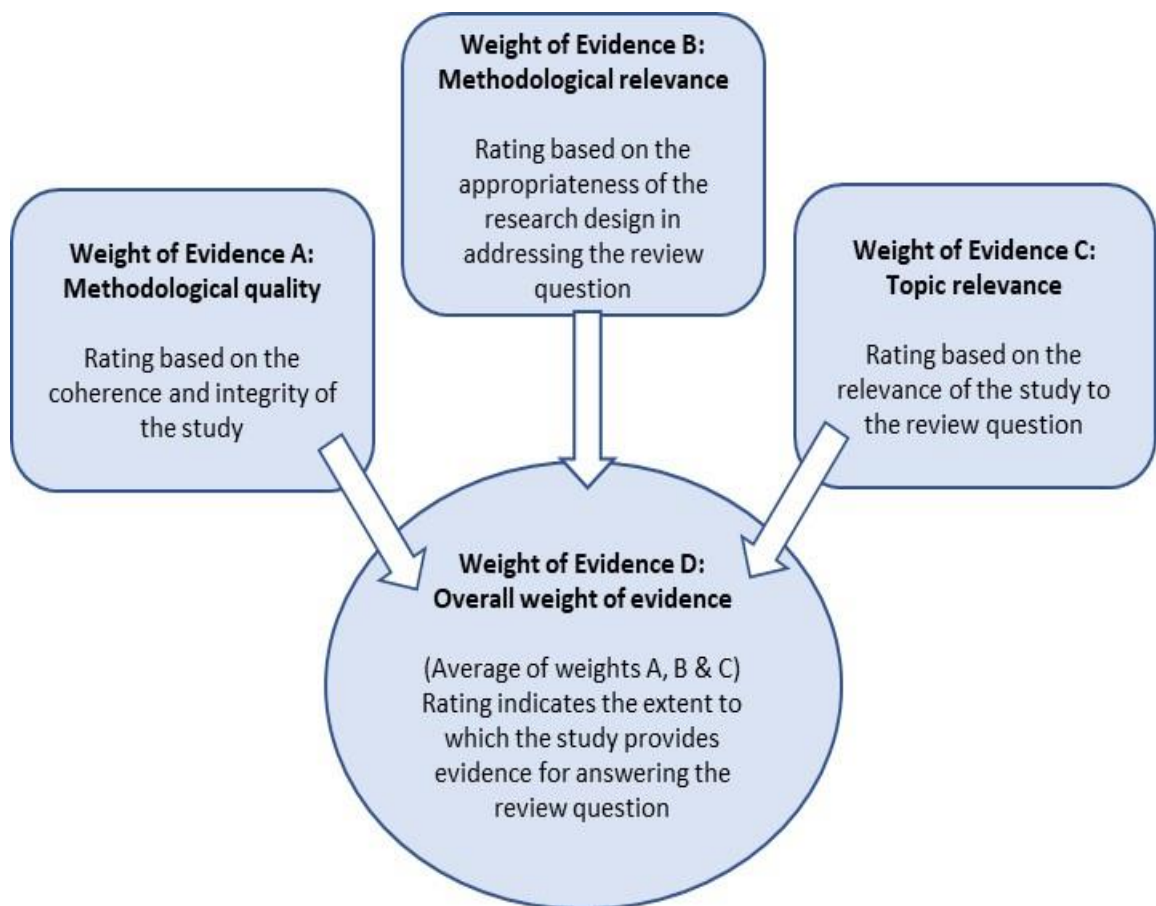 Weight of Evidence B:
Methodological relevance
Rating based on the
appropriateness of the
research design in
addressing the review
question
Weight of Evidence A:
Methodological quality
Rating based on the
coherence and integrity of
the study
Weight of Evidence C:
Topic relevance
Rating based on the
relevance of the study to
the review question
Weight of Evidence D:
Overall weight of evidence
(Average of weights A, B & C)
Rating indicates the extent to
which the study provides
evidence for answering the
review question